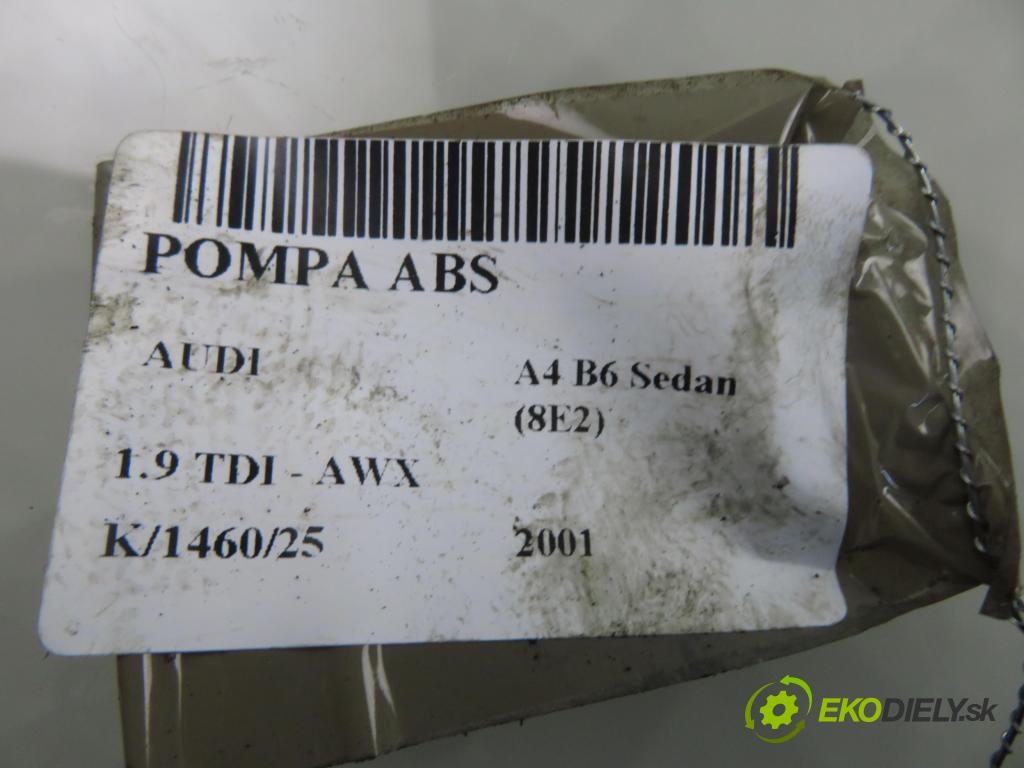 POMPA ABS
AUDI
A4 B6 Sedan
(8E2)
1.9 TDI - AWX
K/1460/25
2001
EKODIELY.sk